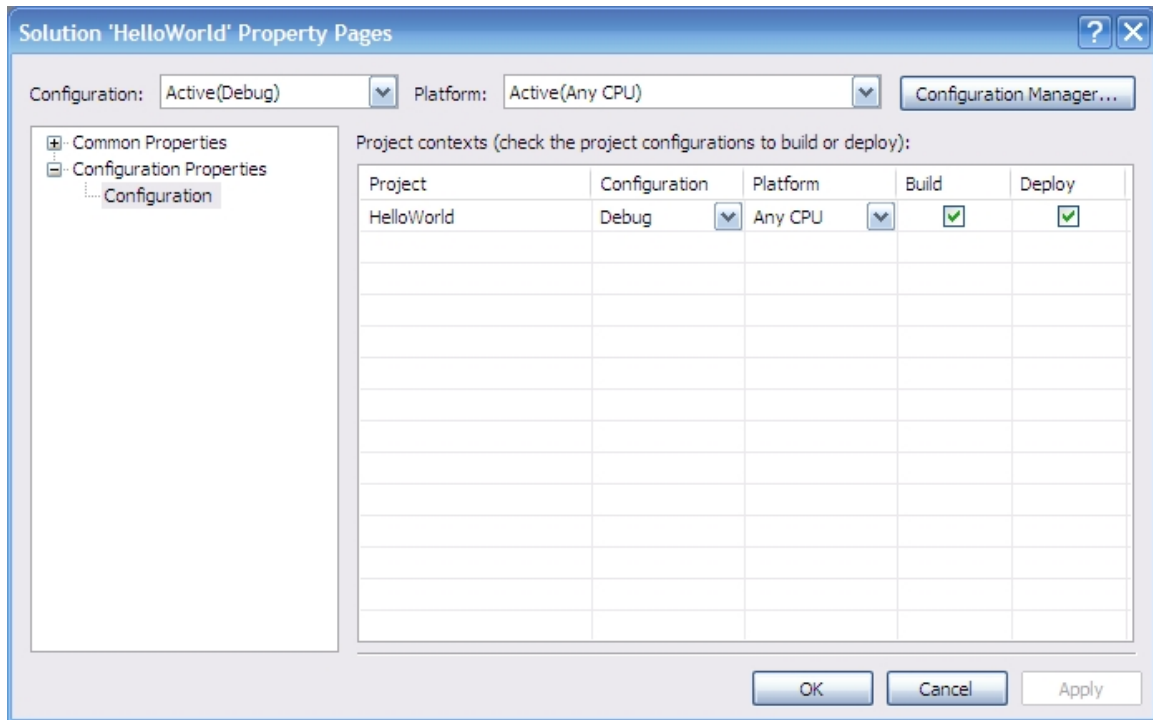 Solution 'HelloWorld' Property Pages
Configuration: Active(Debug) Platform: Active(Any CPU) Configuration Manager...
Common Properties
Configuration Properties
Configuration
Project contexts (check the project configurations to build or deploy):
Project Configuration Platform Build Deploy
HelloWorld Debug Any CPU
OK Cancel Apply